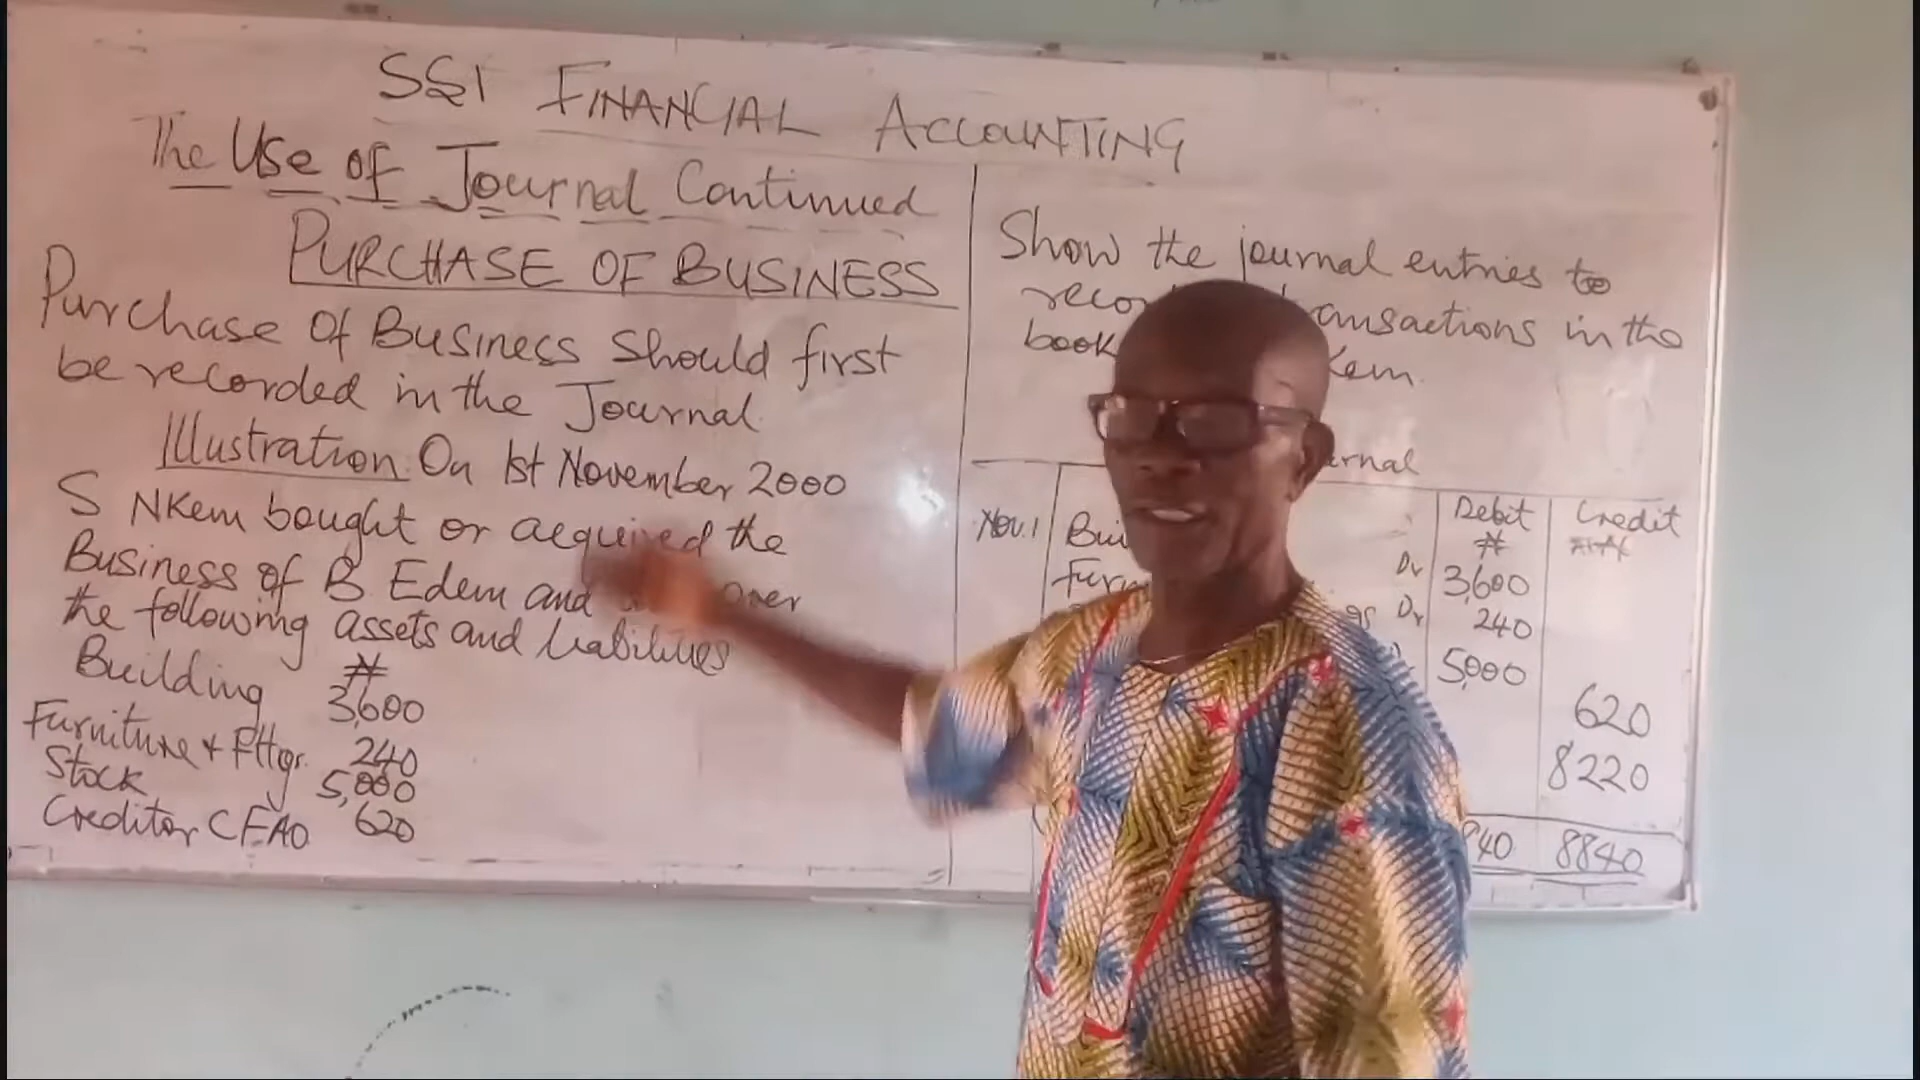 SS1 FINANCIAL ACCOUNTING
The Use of Journal Continued
PURCHASE OF BUSINESS
Purchase Of Business Should first
be recorded in the Journal.
Illustration: On 1st November 2000
S Nkem bought or acquired the
Business of B Edem and over
the following assets and liabilities
₦
Building 3,600
Furniture + Fttgs. 240
Stock 5,000
Creditor CFAO 620
Show the journal entries to
transactions in the
Debit Credit
₦
Nov. 1
Dr 3,600
Dr 240
5,000
620
8220
8840